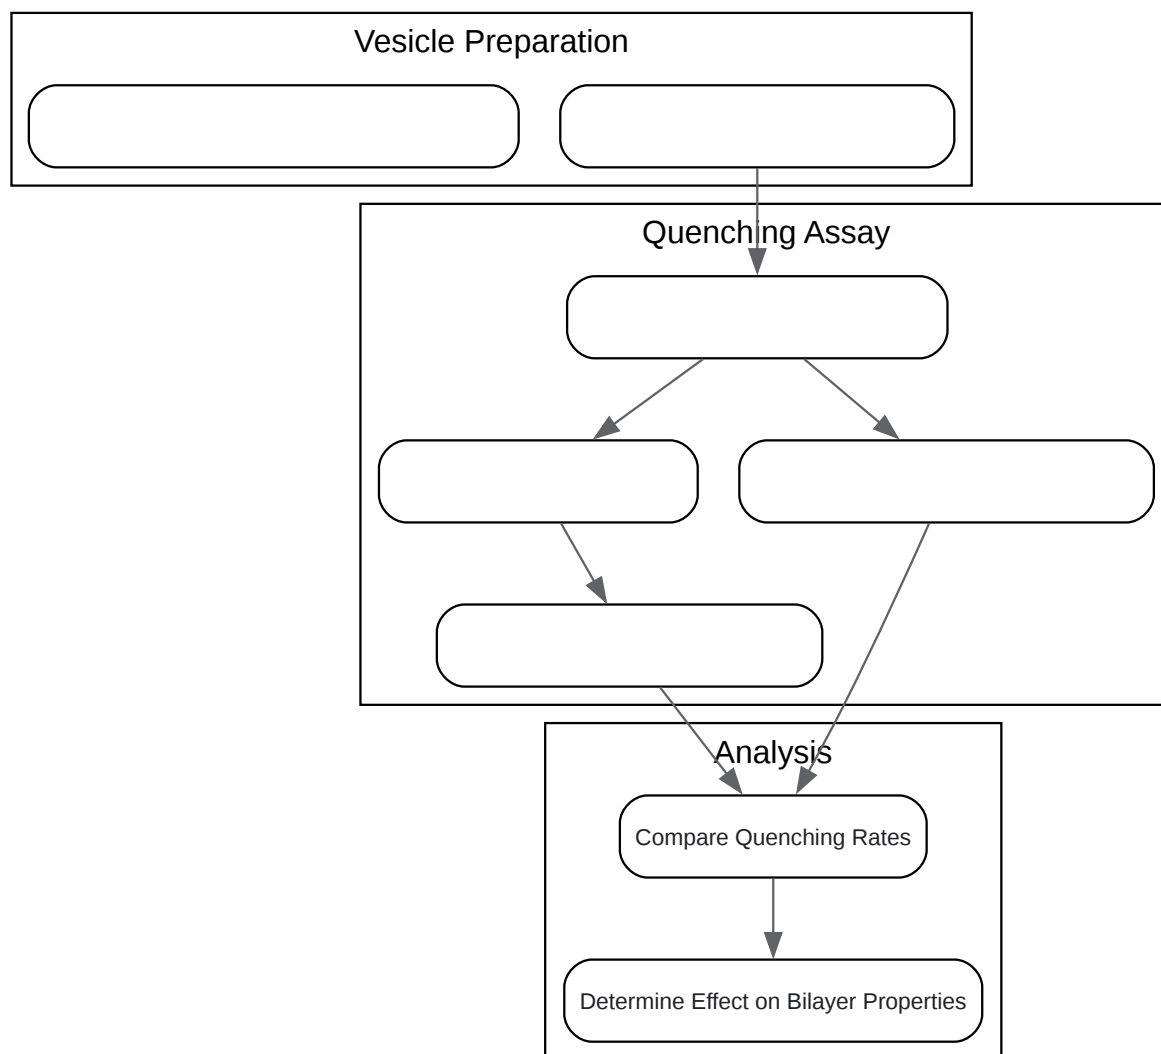 Vesicle Preparation
Quenching Assay
Analysis
Compare Quenching Rates
Determine Effect on Bilayer Properties